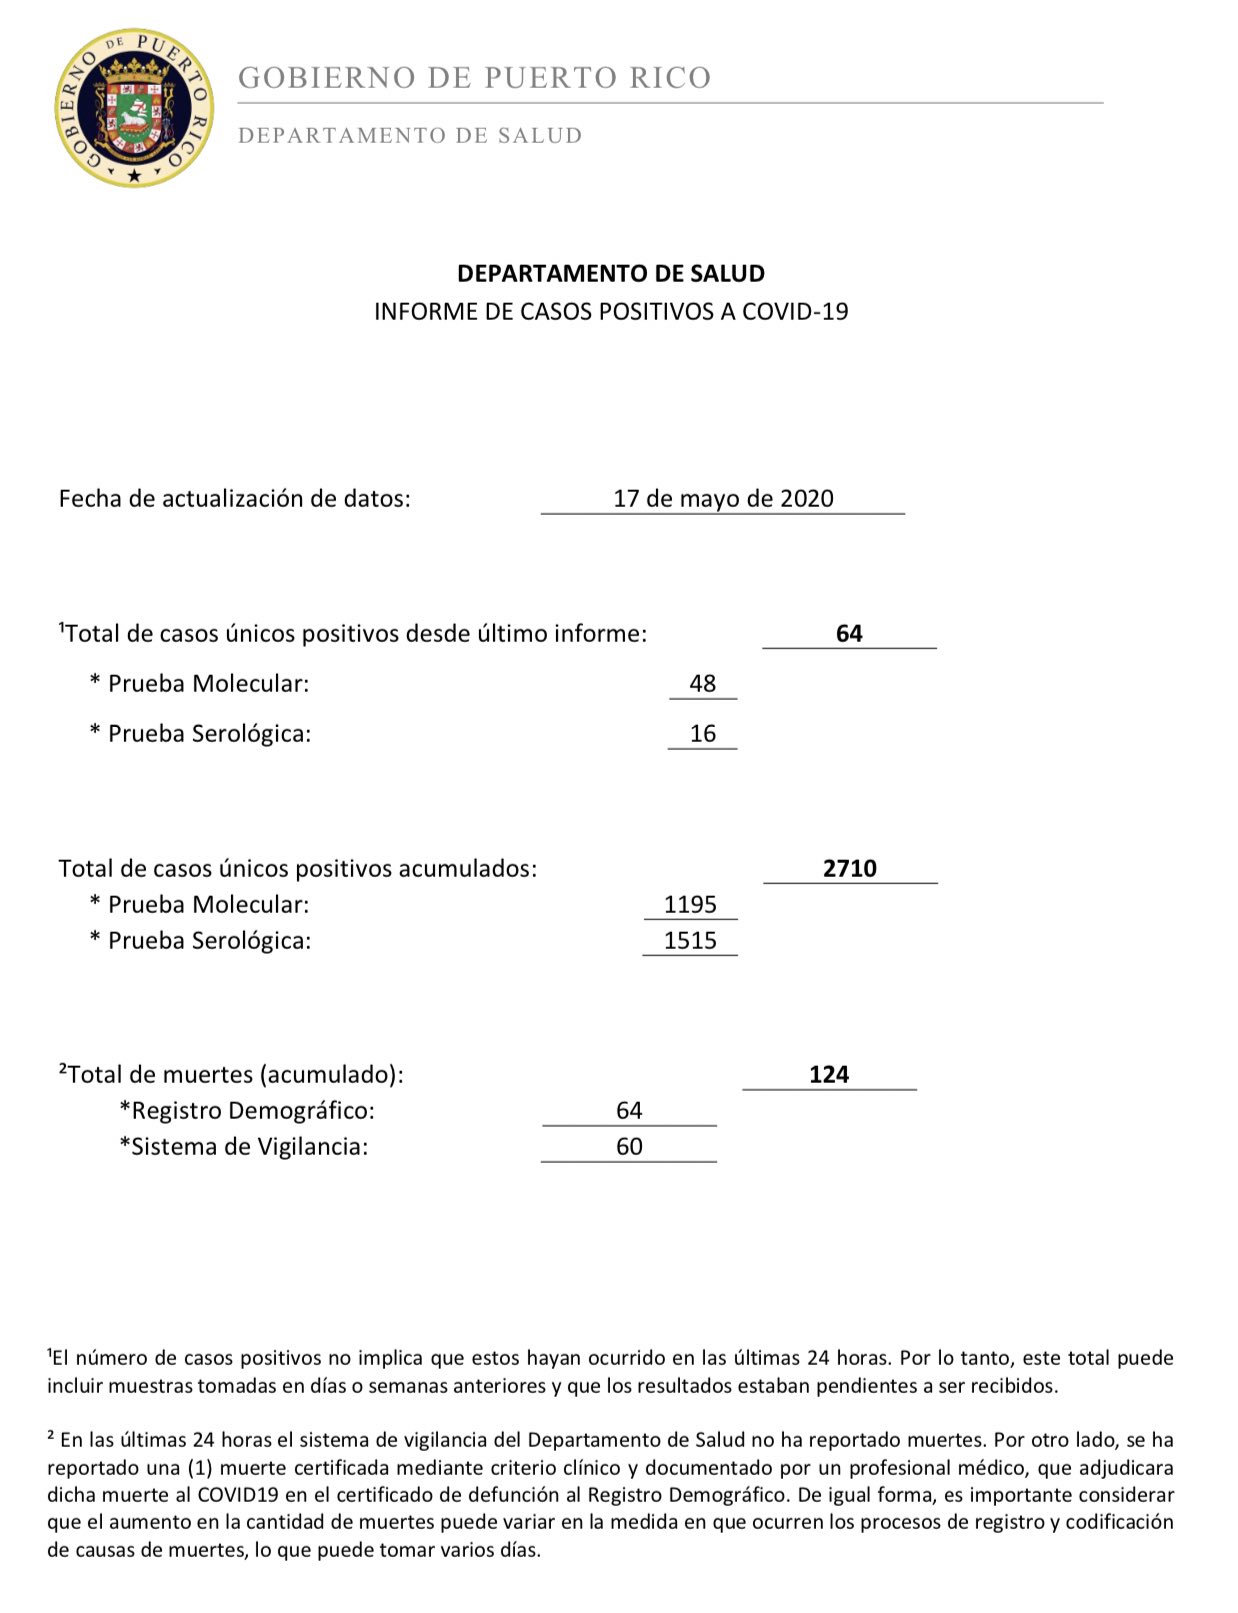 GOBIERNO DE PUERTO RICO
GOBIERNO DE PUERTO RICO
DEPARTAMENTO DE SALUD
DEPARTAMENTO DE SALUD
INFORME DE CASOS POSITIVOS A COVID-19
Fecha de actualización de datos: 17 de mayo de 2020
¹Total de casos únicos positivos desde último informe: 64
* Prueba Molecular: 48
* Prueba Serológica: 16
Total de casos únicos positivos acumulados: 2710
* Prueba Molecular: 1195
* Prueba Serológica: 1515
²Total de muertes (acumulado): 124
*Registro Demográfico: 64
*Sistema de Vigilancia: 60
¹El número de casos positivos no implica que estos hayan ocurrido en las últimas 24 horas. Por lo tanto, este total puede
incluir muestras tomadas en días o semanas anteriores y que los resultados estaban pendientes a ser recibidos.
² En las últimas 24 horas el sistema de vigilancia del Departamento de Salud no ha reportado muertes. Por otro lado, se ha
reportado una (1) muerte certificada mediante criterio clínico y documentado por un profesional médico, que adjudicara
dicha muerte al COVID19 en el certificado de defunción al Registro Demográfico. De igual forma, es importante considerar
que el aumento en la cantidad de muertes puede variar en la medida en que ocurren los procesos de registro y codificación
de causas de muertes, lo que puede tomar varios días.